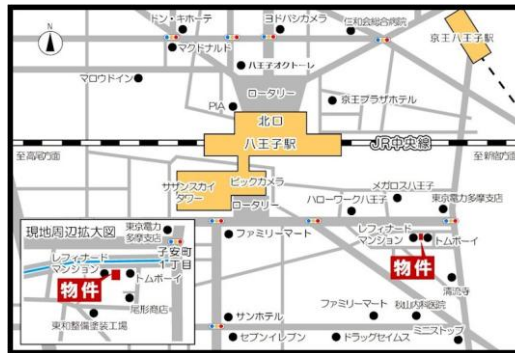 ドン・キホーテ
ヨドバシカメラ
仁和会総合病院
京王八王子駅
N
マクドナルド
八王子オクトーレ
マロウドイン
ロータリー
PIA
京王プラザホテル
北口
八王子駅
JR中央線
至高尾方面
至新宿方面
サザンスカイ
タワー
ビックカメラ
ロータリー
メガロス八王子
ハローワーク八王子
東京電力多摩支店
レフィナード
マンション
トムボーイ
物件
ファミリーマート
清流寺
ファミリーマート
秋山内科医院
サンホテル
セブンイレブン
ドラッグセイムス
ミニストップ
現地周辺拡大図
東京電力
多摩支店
子安町
1丁目
レフィナード
マンション
トムボーイ
物件
尾形商店
東和整備塗装工場